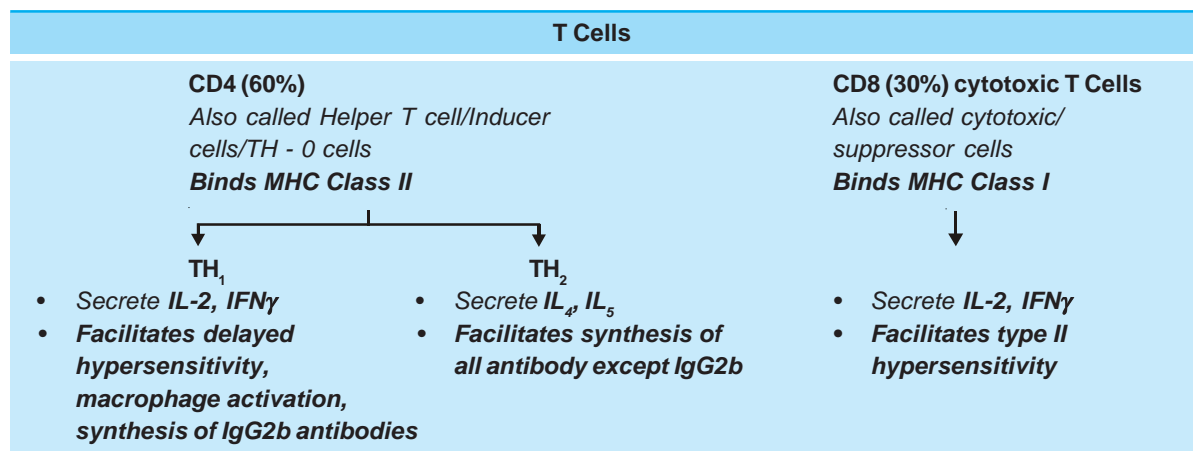 T Cells
CD4 (60%)
Also called Helper T cell/Inducer
cells/TH - 0 cells
Binds MHC Class II
CD8 (30%) cytotoxic T Cells
Also called cytotoxic/
suppressor cells
Binds MHC Class I
TH₁
• Secrete IL-2, IFNγ
• Facilitates delayed
hypersensitivity,
macrophage activation,
synthesis of IgG2b antibodies
TH₂
• Secrete IL₄, IL₅
• Facilitates synthesis of
all antibody except IgG2b
• Secrete IL-2, IFNγ
• Facilitates type II
hypersensitivity